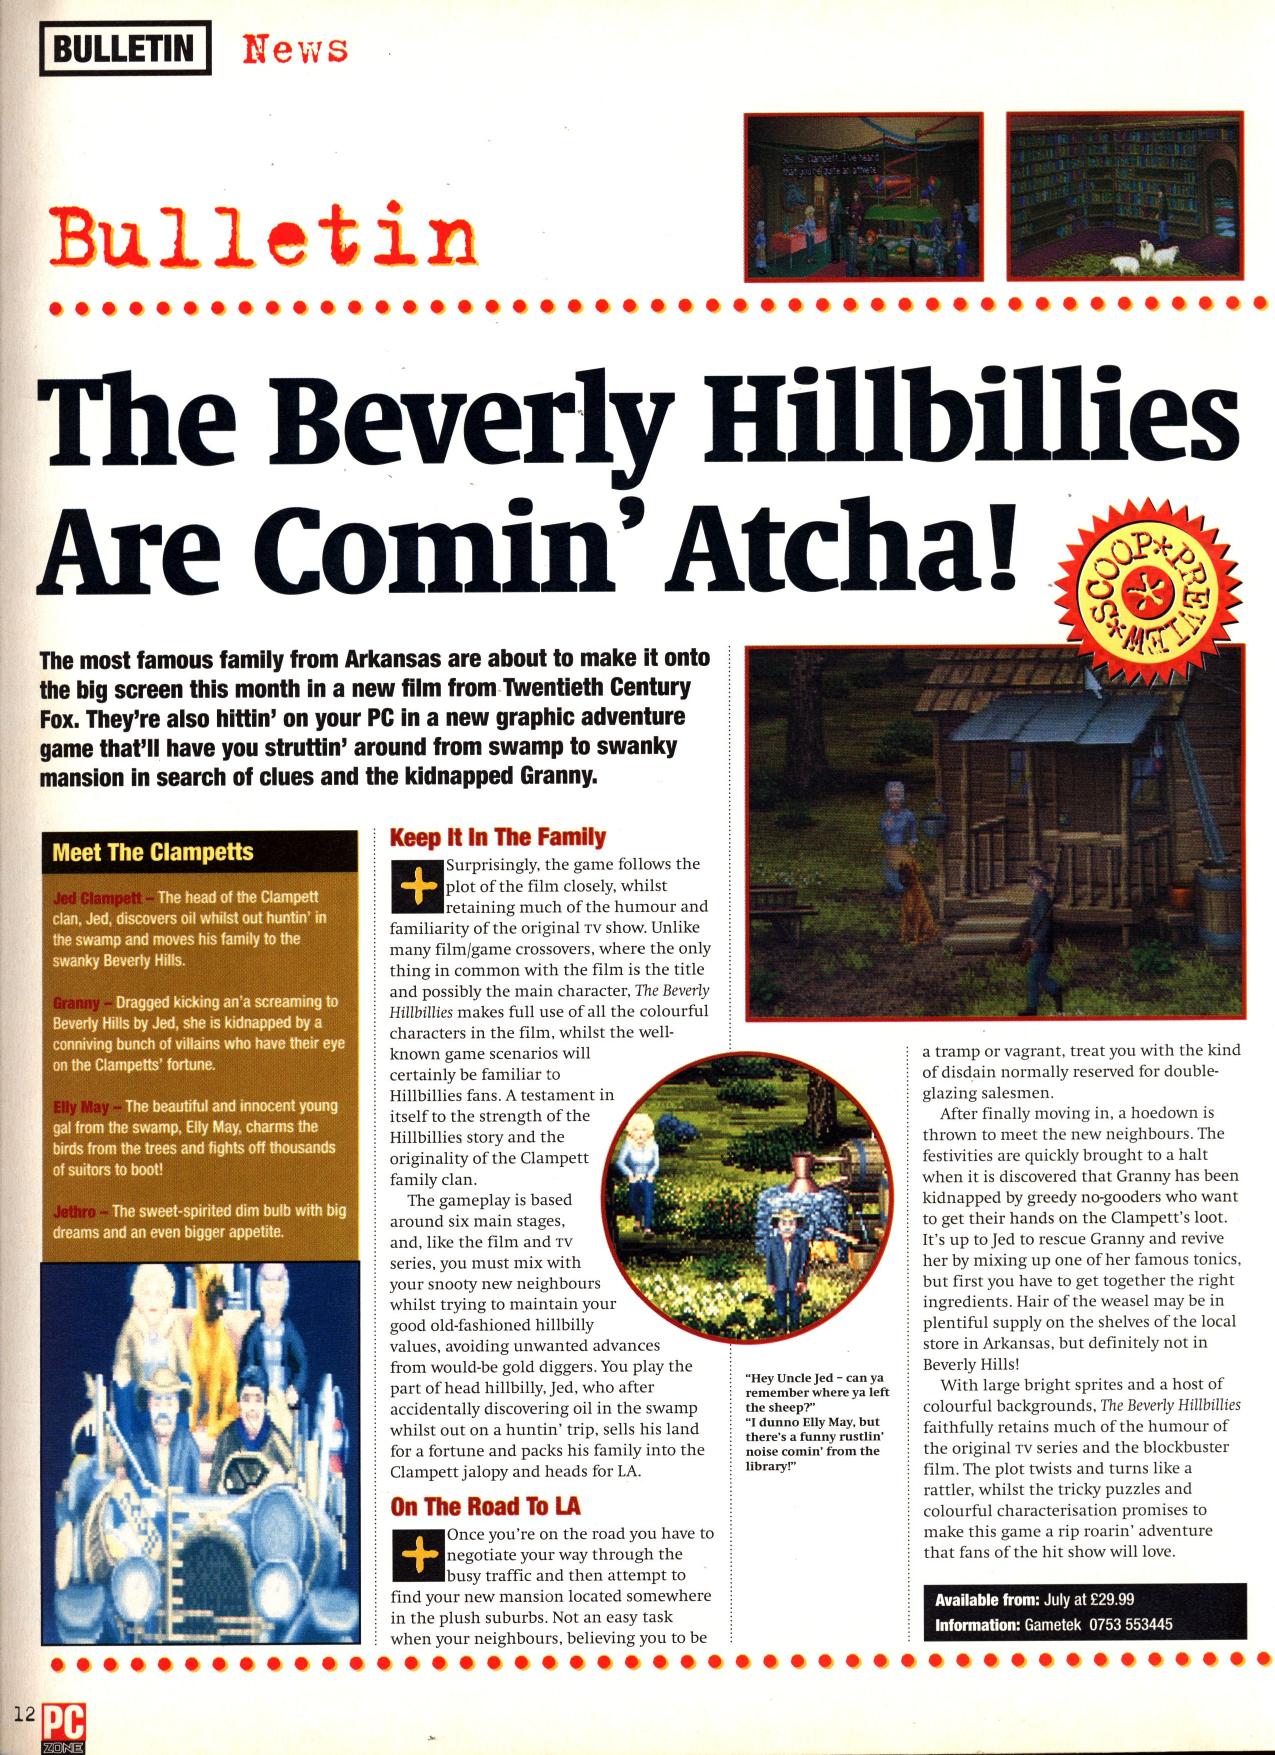 BULLETIN News
So, Mr. Clampett, I've heard
that you're quite an athlete!
Bulletin
The Beverly Hillbillies
Are Comin' Atcha!
SCOOP*PREVIEW*
The most famous family from Arkansas are about to make it onto
the big screen this month in a new film from Twentieth Century
Fox. They're also hittin' on your PC in a new graphic adventure
game that'll have you struttin' around from swamp to swanky
mansion in search of clues and the kidnapped Granny.
Meet The Clampetts
Jed Clampett – The head of the Clampett
clan, Jed, discovers oil whilst out huntin' in
the swamp and moves his family to the
swanky Beverly Hills.
Granny – Dragged kicking an'a screaming to
Beverly Hills by Jed, she is kidnapped by a
conniving bunch of villains who have their eye
on the Clampetts' fortune.
Elly May – The beautiful and innocent young
gal from the swamp, Elly May, charms the
birds from the trees and fights off thousands
of suitors to boot!
Jethro – The sweet-spirited dim bulb with big
dreams and an even bigger appetite.
Keep It In The Family
+ Surprisingly, the game follows the
plot of the film closely, whilst
retaining much of the humour and
familiarity of the original TV show. Unlike
many film/game crossovers, where the only
thing in common with the film is the title
and possibly the main character, The Beverly
Hillbillies makes full use of all the colourful
characters in the film, whilst the well-
known game scenarios will
certainly be familiar to
Hillbillies fans. A testament in
itself to the strength of the
Hillbillies story and the
originality of the Clampett
family clan.
The gameplay is based
around six main stages,
and, like the film and TV
series, you must mix with
your snooty new neighbours
whilst trying to maintain your
good old-fashioned hillbilly
values, avoiding unwanted advances
from would-be gold diggers. You play the
part of head hillbilly, Jed, who after
accidentally discovering oil in the swamp
whilst out on a huntin' trip, sells his land
for a fortune and packs his family into the
Clampett jalopy and heads for LA.
On The Road To LA
+ Once you're on the road you have to
negotiate your way through the
busy traffic and then attempt to
find your new mansion located somewhere
in the plush suburbs. Not an easy task
when your neighbours, believing you to be
"Hey Uncle Jed – can ya
remember where ya left
the sheep?"
"I dunno Elly May, but
there's a funny rustlin'
noise comin' from the
library!"
a tramp or vagrant, treat you with the kind
of disdain normally reserved for double-
glazing salesmen.
After finally moving in, a hoedown is
thrown to meet the new neighbours. The
festivities are quickly brought to a halt
when it is discovered that Granny has been
kidnapped by greedy no-gooders who want
to get their hands on the Clampett's loot.
It's up to Jed to rescue Granny and revive
her by mixing up one of her famous tonics,
but first you have to get together the right
ingredients. Hair of the weasel may be in
plentiful supply on the shelves of the local
store in Arkansas, but definitely not in
Beverly Hills!
With large bright sprites and a host of
colourful backgrounds, The Beverly Hillbillies
faithfully retains much of the humour of
the original TV series and the blockbuster
film. The plot twists and turns like a
rattler, whilst the tricky puzzles and
colourful characterisation promises to
make this game a rip roarin' adventure
that fans of the hit show will love.
Available from: July at £29.99
Information: Gametek 0753 553445
12 PC
ZONE